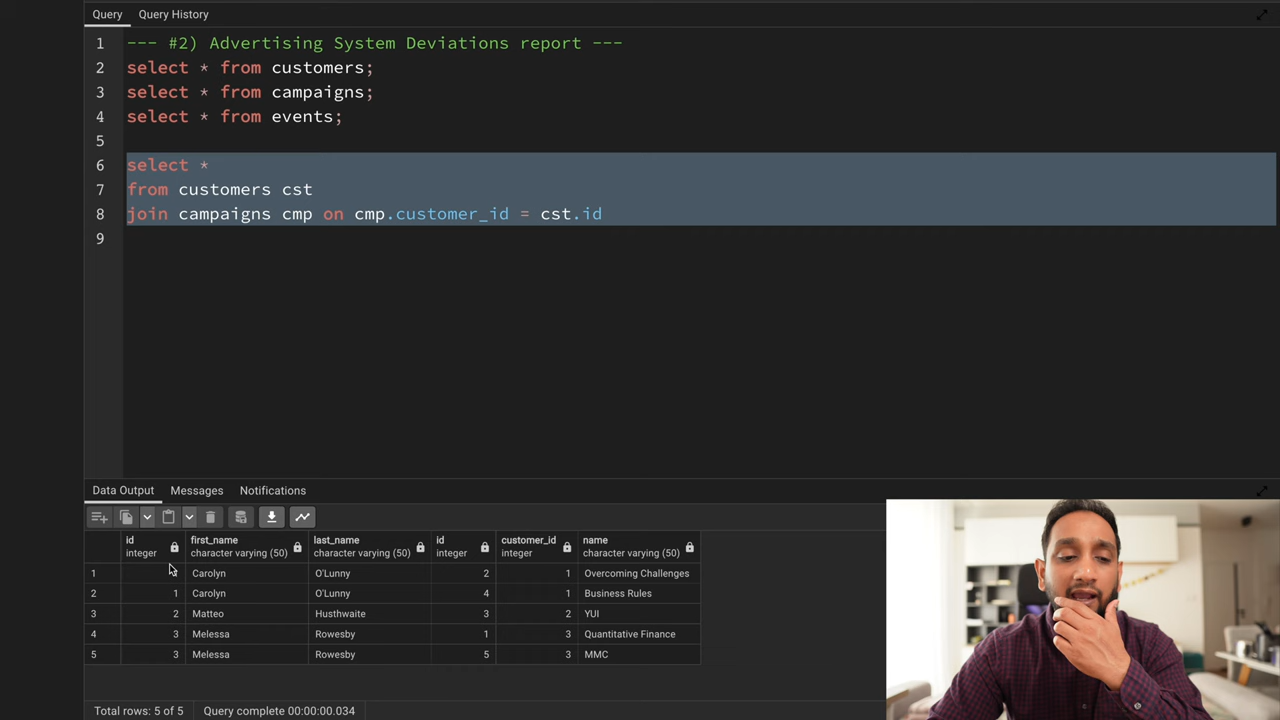 Query Query History
1 --- #2) Advertising System Deviations report ---
2 select * from customers;
3 select * from campaigns;
4 select * from events;
5
6 select *
7 from customers cst
8 join campaigns cmp on cmp.customer_id = cst.id
9
Data Output Messages Notifications
id first_name last_name id customer_id name
integer character varying (50) character varying (50) integer integer character varying (50)
1 Carolyn O'Lunny 2 1 Overcoming Challenges
2 1 Carolyn O'Lunny 4 1 Business Rules
3 2 Matteo Husthwaite 3 2 YUI
4 3 Melessa Rowesby 1 3 Quantitative Finance
5 3 Melessa Rowesby 5 3 MMC
Total rows: 5 of 5 Query complete 00:00:00.034